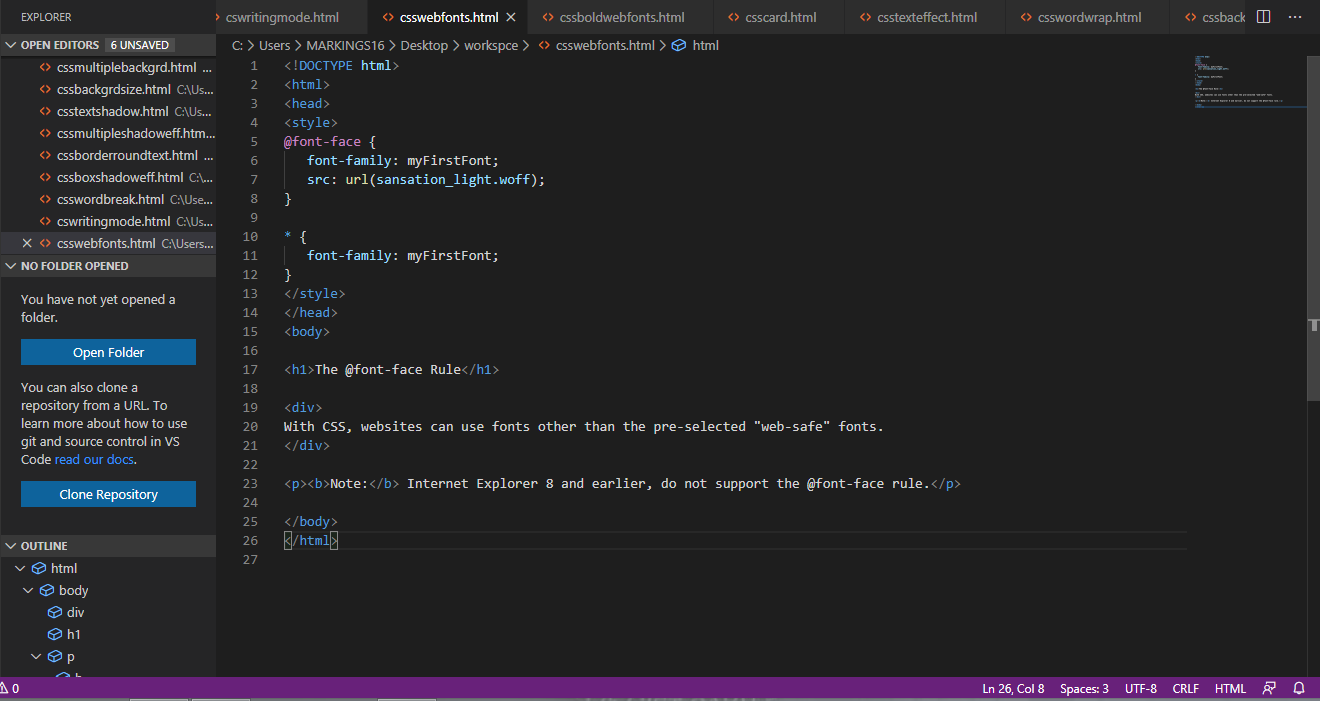 EXPLORER
OPEN EDITORS 6 UNSAVED
cssmultiplebackgrd.html ...
cssbackgrdsize.html C:\Us...
csstextshadow.html C:\Us...
cssmultipleshadoweff.htm...
cssborderroundtext.html ...
cssboxshadoweff.html C:\...
csswordbreak.html C:\Use...
cswritingmode.html C:\Us...
csswebfonts.html C:\Users...
NO FOLDER OPENED
You have not yet opened a
folder.
Open Folder
You can also clone a
repository from a URL. To
learn more about how to use
git and source control in VS
Code read our docs.
Clone Repository
OUTLINE
html
body
div
h1
p
cswritingmode.html csswebfonts.html cssboldwebfonts.html csscard.html csstexteffect.html csswordwrap.html cssback
C: > Users > MARKINGS16 > Desktop > workspce > csswebfonts.html > html
1 <!DOCTYPE html>
2 <html>
3 <head>
4 <style>
5 @font-face {
6 font-family: myFirstFont;
7 src: url(sansation_light.woff);
8 }
9
10 * {
11 font-family: myFirstFont;
12 }
13 </style>
14 </head>
15 <body>
16
17 <h1>The @font-face Rule</h1>
18
19 <div>
20 With CSS, websites can use fonts other than the pre-selected "web-safe" fonts.
21 </div>
22
23 <p><b>Note:</b> Internet Explorer 8 and earlier, do not support the @font-face rule.</p>
24
25 </body>
26 </html>
27
0 Ln 26, Col 8 Spaces: 3 UTF-8 CRLF HTML